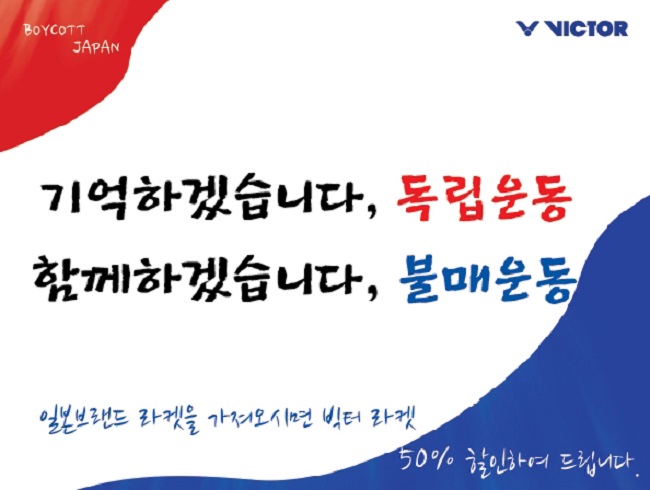 BOYCOTT
JAPAN
VICTOR
기억하겠습니다, 독립운동
함께하겠습니다, 불매운동
일본브랜드 라켓을 가져오시면 빅터 라켓
50% 할인하여 드립니다.